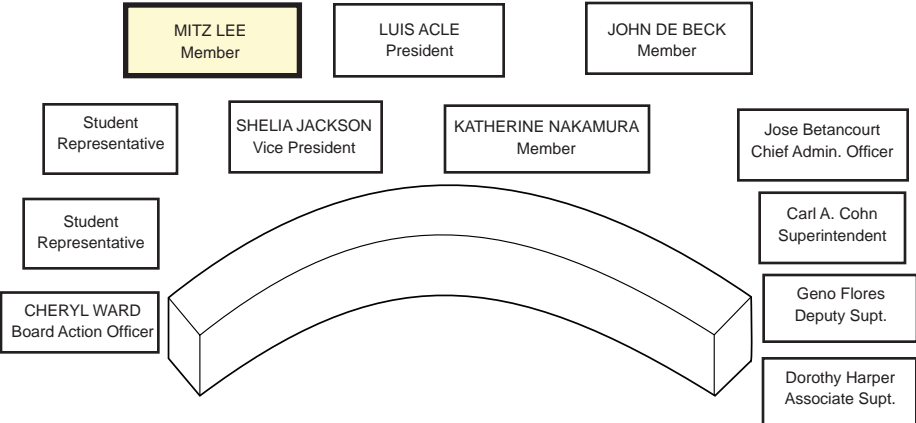 MITZ LEE
Member
LUIS ACLE
President
JOHN DE BECK
Member
Student
Representative
SHELIA JACKSON
Vice President
KATHERINE NAKAMURA
Member
Jose Betancourt
Chief Admin. Officer
Student
Representative
Carl A. Cohn
Superintendent
CHERYL WARD
Board Action Officer
Geno Flores
Deputy Supt.
Dorothy Harper
Associate Supt.